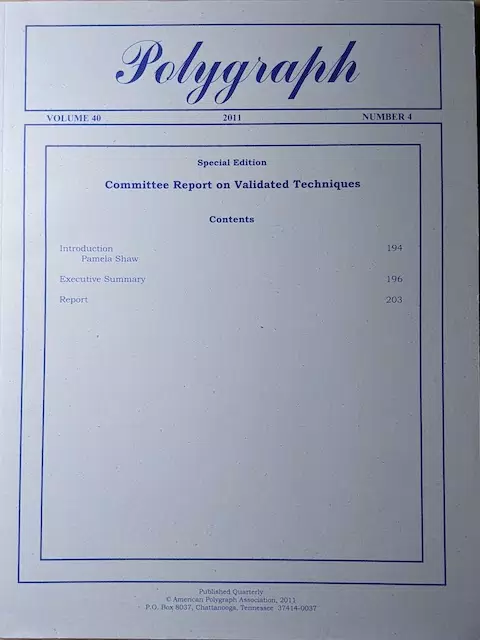 Polygraph
VOLUME 40 2011 NUMBER 4
Special Edition
Committee Report on Validated Techniques
Contents
Introduction 194
Pamela Shaw
Executive Summary 196
Report 203
Published Quarterly
© American Polygraph Association, 2011
P.O. Box 8037, Chattanooga, Tennessee 37414-0037